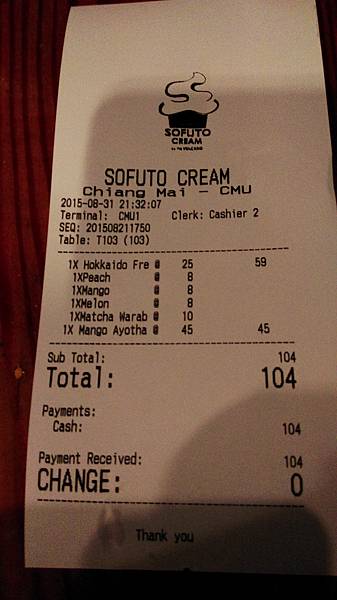 SOFUTO
CREAM
SOFUTO CREAM
Chiang Mai - CMU
2015-08-31 21:32:07
Terminal: CMU1 Clerk: Cashier 2
SEQ: 201508211750
Table: T103 (103)
1X Hokkaido Fre @ 25 59
1XPeach @ 8
1XMango @ 8
1XMelon @ 8
1XMatcha Warab @ 10
1X Mango Ayotha @ 45 45
Sub Total: 104
Total: 104
Payments:
Cash: 104
Payment Received: 104
CHANGE: 0
Thank you